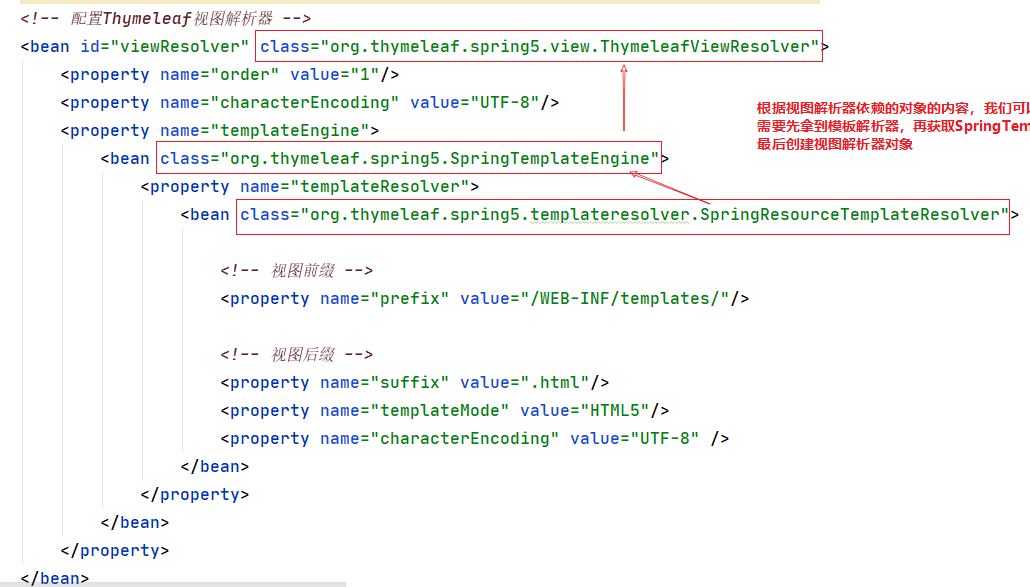 <!-- 配置Thymeleaf视图解析器 -->
<bean id="viewResolver" class="org.thymeleaf.spring5.view.ThymeleafViewResolver">
<property name="order" value="1"/>
<property name="characterEncoding" value="UTF-8"/>
根据视图解析器依赖的对象的内容，我们可
需要先拿到模板解析器，再获取SpringTem
最后创建视图解析器对象
<property name="templateEngine">
<bean class="org.thymeleaf.spring5.SpringTemplateEngine">
<property name="templateResolver">
<bean class="org.thymeleaf.spring5.templateresolver.SpringResourceTemplateResolver">
<!-- 视图前缀 -->
<property name="prefix" value="/WEB-INF/templates/"/>
<!-- 视图后缀 -->
<property name="suffix" value=".html"/>
<property name="templateMode" value="HTML5"/>
<property name="characterEncoding" value="UTF-8" />
</bean>
</property>
</bean>
</property>
</bean>